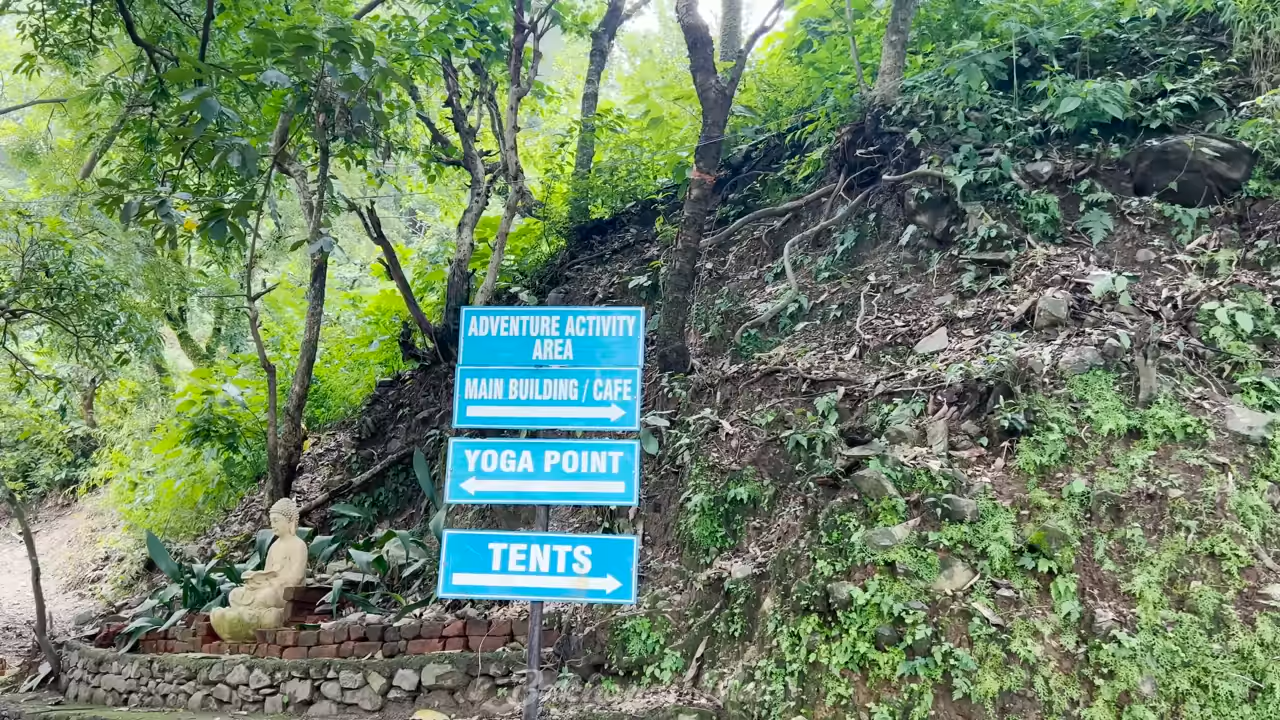 ADVENTURE ACTIVITY
AREA
MAIN BUILDING / CAFE
YOGA POINT
TENTS